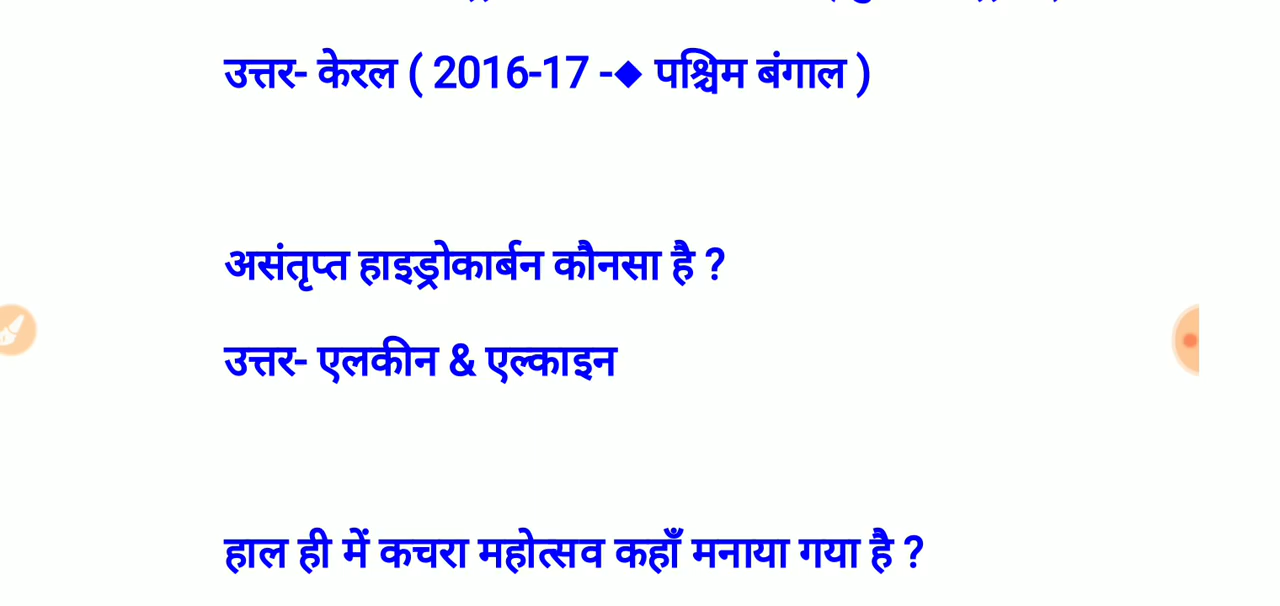 उत्तर- केरल ( 2016-17 -◆ पश्चिम बंगाल )
असंतृप्त हाइड्रोकार्बन कौनसा है ?
उत्तर- एलकीन & एल्काइन
हाल ही में कचरा महोत्सव कहाँ मनाया गया है ?